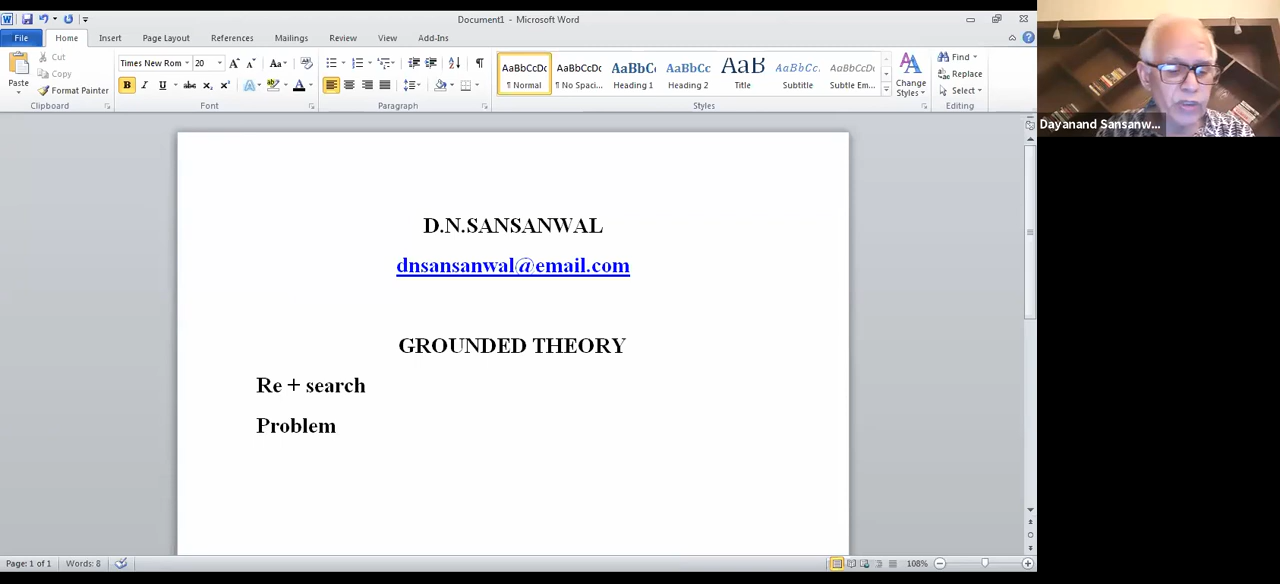 Document1 - Microsoft Word
File Home Insert Page Layout References Mailings Review View Add-Ins
Paste Cut Copy Format Painter
Times New Rom 20
AaBbCcDc AaBbCcDc AaBbC AaBbCc AaB AaBbCc. AaBbCcDc
¶ Normal ¶ No Spaci... Heading 1 Heading 2 Title Subtitle Subtle Em...
Change Styles
Find Replace Select
Clipboard Font Paragraph Styles Editing
Dayanand Sansanw...
D.N.SANSANWAL
dnsansanwal@email.com
GROUNDED THEORY
Re + search
Problem
Page: 1 of 1 Words: 8 108%